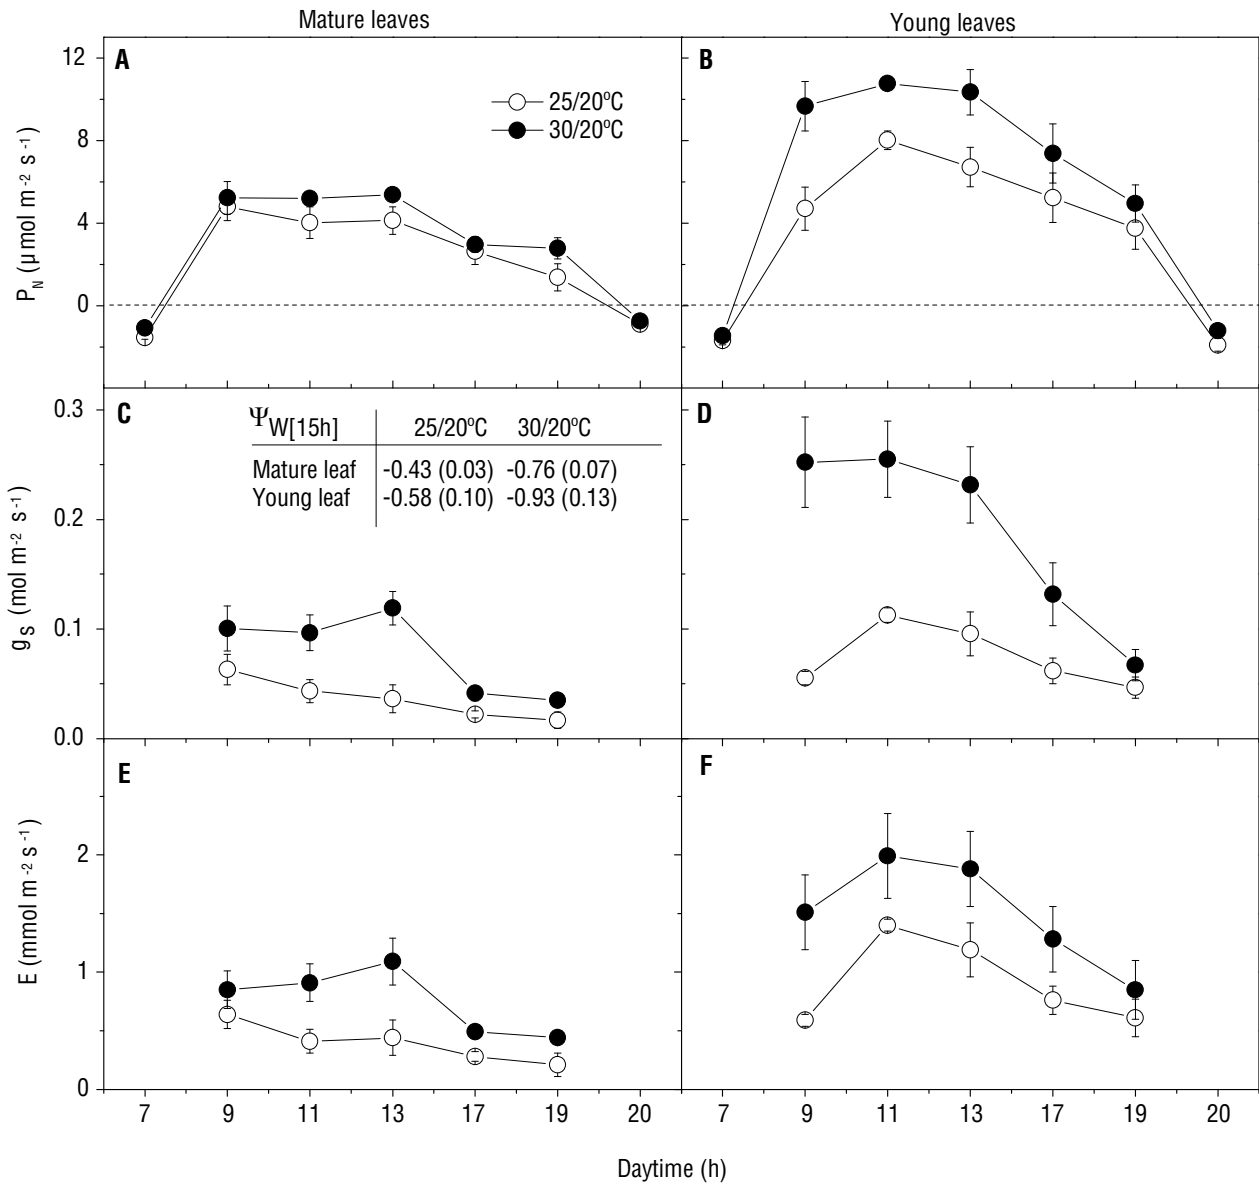 Mature leaves
Young leaves
A
B
12
8
4
0
P_N (µmol m⁻² s⁻¹)
25/20ºC
30/20ºC
C
D
Ψ_W[15h] 25/20ºC 30/20ºC
Mature leaf -0.43 (0.03) -0.76 (0.07)
Young leaf -0.58 (0.10) -0.93 (0.13)
0.3
0.2
0.1
0.0
g_S (mol m⁻² s⁻¹)
E
F
2
1
0
E (mmol m⁻² s⁻¹)
7 9 11 13 17 19 20 7 9 11 13 17 19 20
Daytime (h)